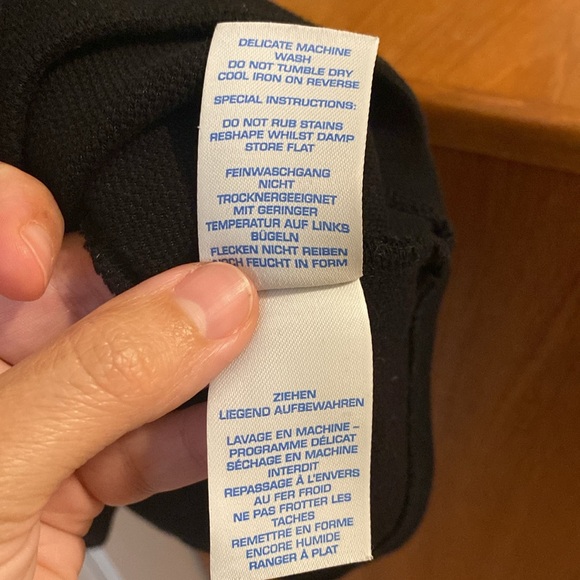 DELICATE MACHINE
WASH
DO NOT TUMBLE DRY
COOL IRON ON REVERSE
SPECIAL INSTRUCTIONS:
DO NOT RUB STAINS
RESHAPE WHILST DAMP
STORE FLAT
FEINWASCHGANG
NICHT
TROCKNERGEEIGNET
MIT GERINGER
TEMPERATUR AUF LINKS
BÜGELN
FLECKEN NICHT REIBEN
NOCH FEUCHT IN FORM
ZIEHEN
LIEGEND AUFBEWAHREN
LAVAGE EN MACHINE –
PROGRAMME DÉLICAT
SÉCHAGE EN MACHINE
INTERDIT
REPASSAGE À L'ENVERS
AU FER FROID
NE PAS FROTTER LES
TACHES
REMETTRE EN FORME
ENCORE HUMIDE
RANGER À PLAT